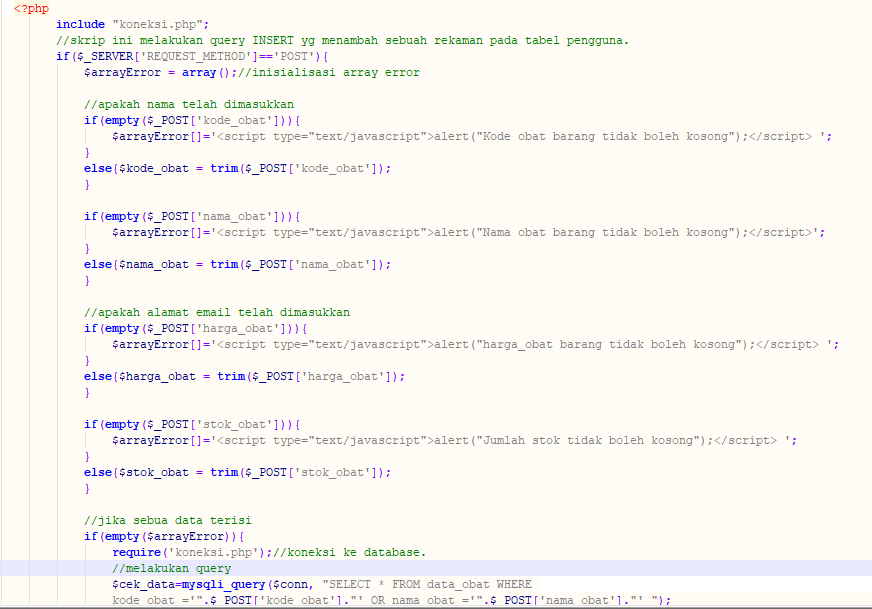 <?php
include "koneksi.php";
//skrip ini melakukan query INSERT yg menambah sebuah rekaman pada tabel pengguna.
if($_SERVER['REQUEST_METHOD']=='POST'){
$arrayError = array();//inisialisasi array error
//apakah nama telah dimasukkan
if(empty($_POST['kode_obat'])){
$arrayError[]='<script type="text/javascript">alert("Kode obat barang tidak boleh kosong");</script> ';
}
else{$kode_obat = trim($_POST['kode_obat']);
}
if(empty($_POST['nama_obat'])){
$arrayError[]='<script type="text/javascript">alert("Nama obat barang tidak boleh kosong");</script>';
}
else{$nama_obat = trim($_POST['nama_obat']);
}
//apakah alamat email telah dimasukkan
if(empty($_POST['harga_obat'])){
$arrayError[]='<script type="text/javascript">alert("harga_obat barang tidak boleh kosong");</script> ';
}
else{$harga_obat = trim($_POST['harga_obat']);
}
if(empty($_POST['stok_obat'])){
$arrayError[]='<script type="text/javascript">alert("Jumlah stok tidak boleh kosong");</script> ';
}
else{$stok_obat = trim($_POST['stok_obat']);
}
//jika sebua data terisi
if(empty($arrayError)){
require('koneksi.php');//koneksi ke database.
//melakukan query
$cek_data=mysqli_query($conn, "SELECT * FROM data_obat WHERE
kode_obat ='".$_POST['kode_obat']."' OR nama_obat ='".$_POST['nama_obat']."' ");